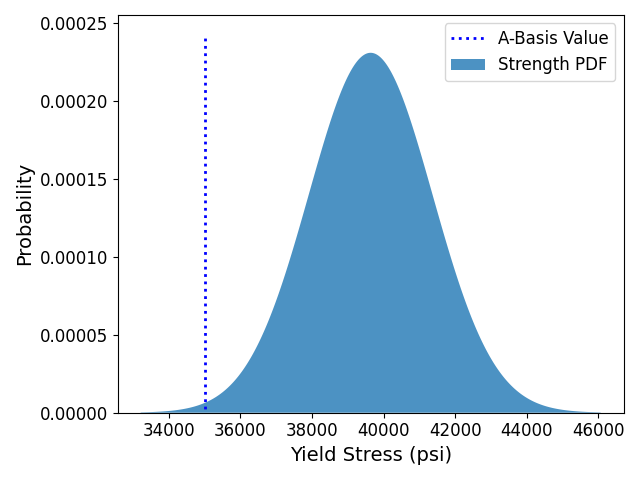 0.00025
0.00020
0.00015
0.00010
0.00005
0.00000
Probability
A-Basis Value
Strength PDF
34000 36000 38000 40000 42000 44000 46000
Yield Stress (psi)